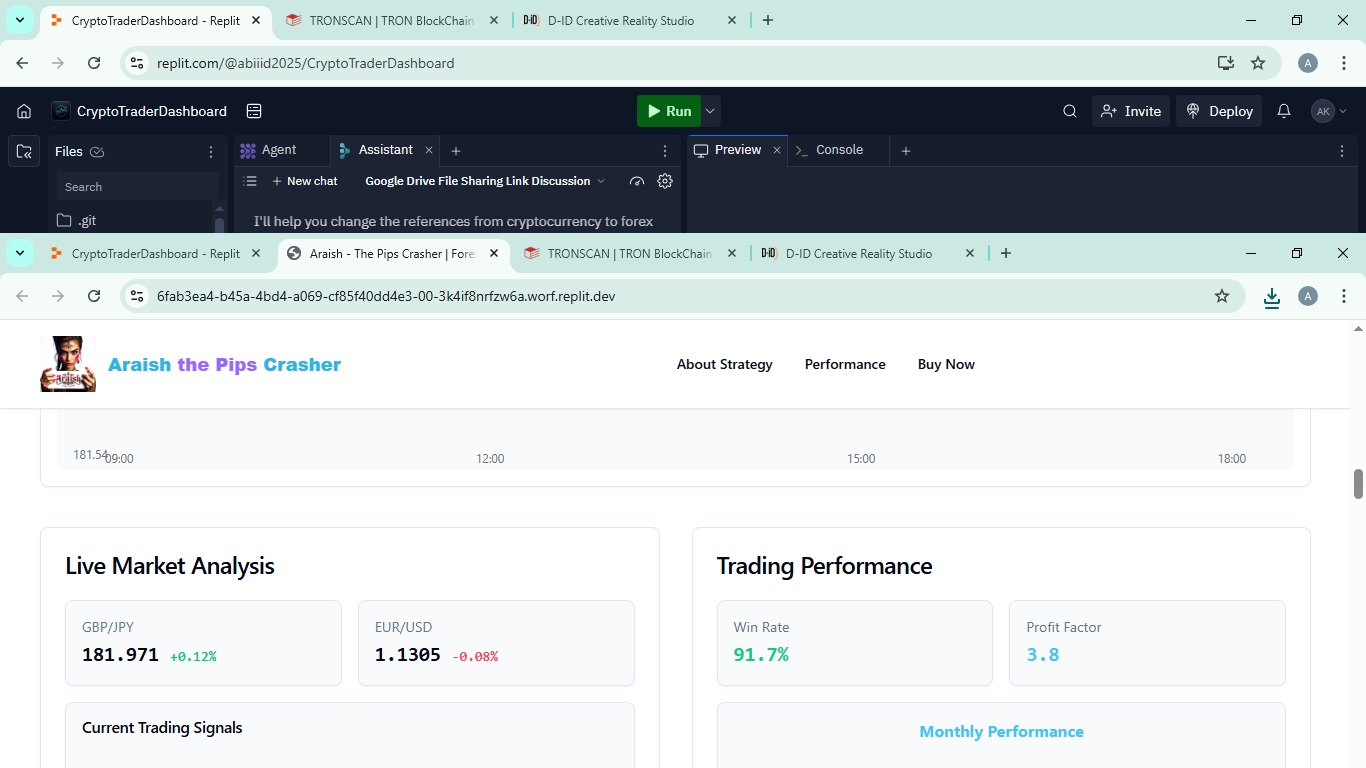 CryptoTraderDashboard - Replit
TRONSCAN | TRON BlockChain
D-ID
D-ID Creative Reality Studio
replit.com/@abiiid2025/CryptoTraderDashboard
A
CryptoTraderDashboard
Run
Invite
Deploy
AK
Files
Agent
Assistant
Preview
Console
Search
New chat
Google Drive File Sharing Link Discussion
.git
I'll help you change the references from cryptocurrency to forex
CryptoTraderDashboard - Replit
Araish - The Pips Crasher | Fore
TRONSCAN | TRON BlockChain
D-ID
D-ID Creative Reality Studio
6fab3ea4-b45a-4bd4-a069-cf85f40dd4e3-00-3k4if8nrfzw6a.worf.replit.dev
A
Araish
Araish the Pips Crasher
About Strategy
Performance
Buy Now
181.54
09:00
12:00
15:00
18:00
Live Market Analysis
Trading Performance
GBP/JPY
EUR/USD
Win Rate
Profit Factor
181.971 +0.12%
1.1305 -0.08%
91.7%
3.8
Current Trading Signals
Monthly Performance